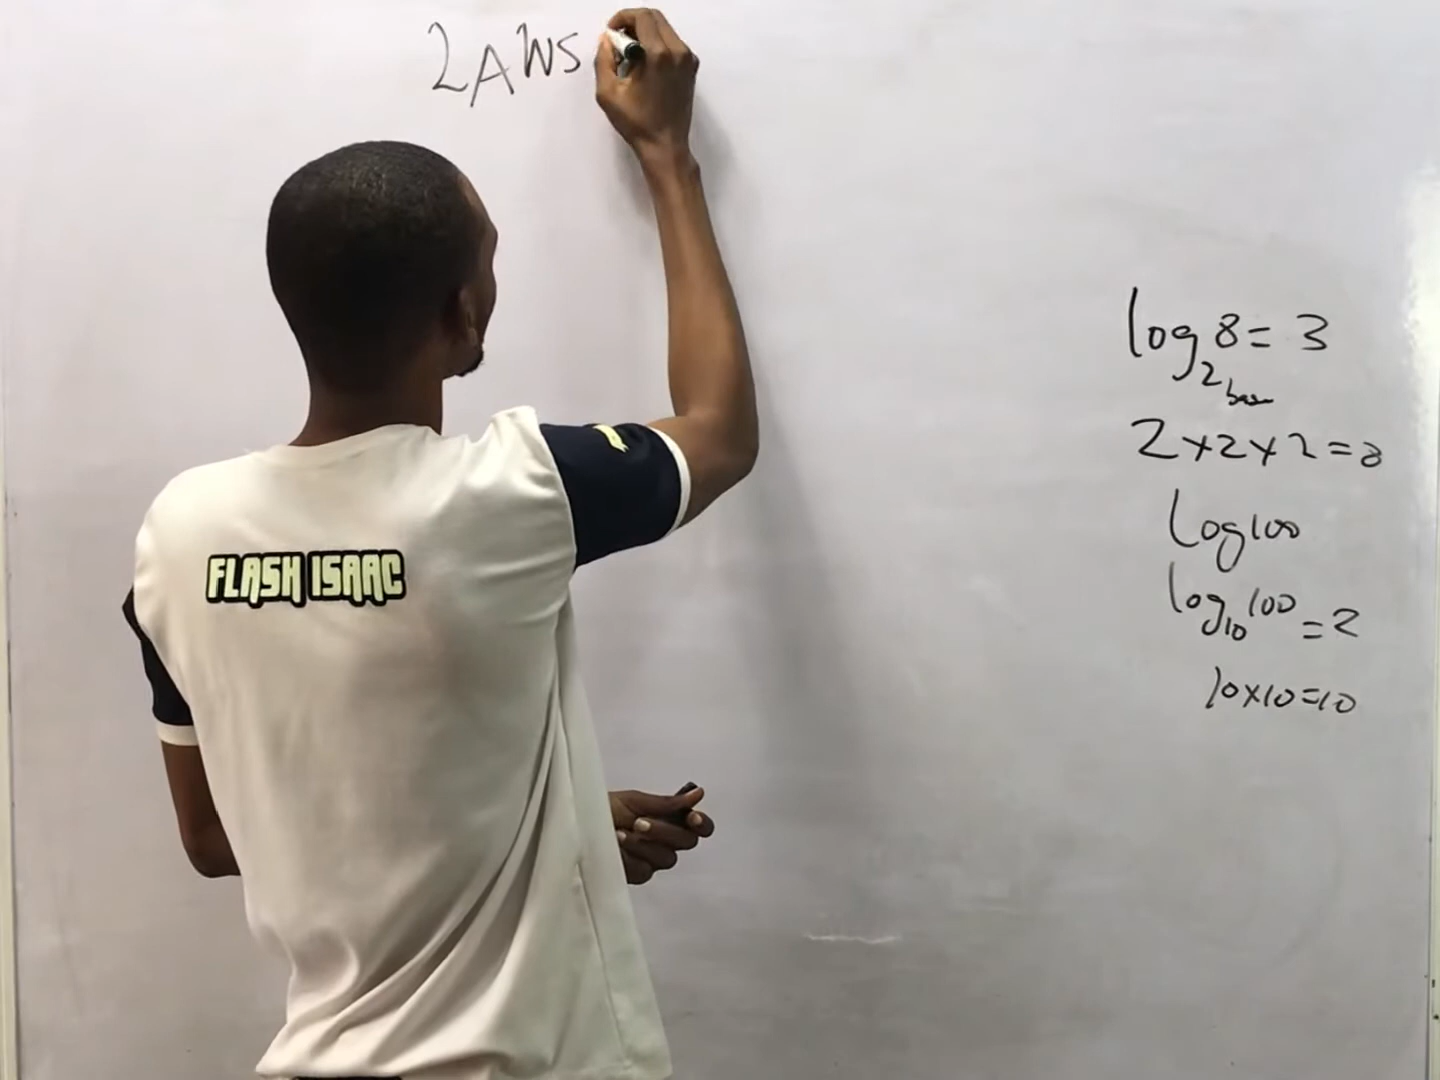 LAWS
log₂8 = 3
base
2×2×2=8
log100
log₁₀100 = 2
10×10=10
FLASH ISAAC